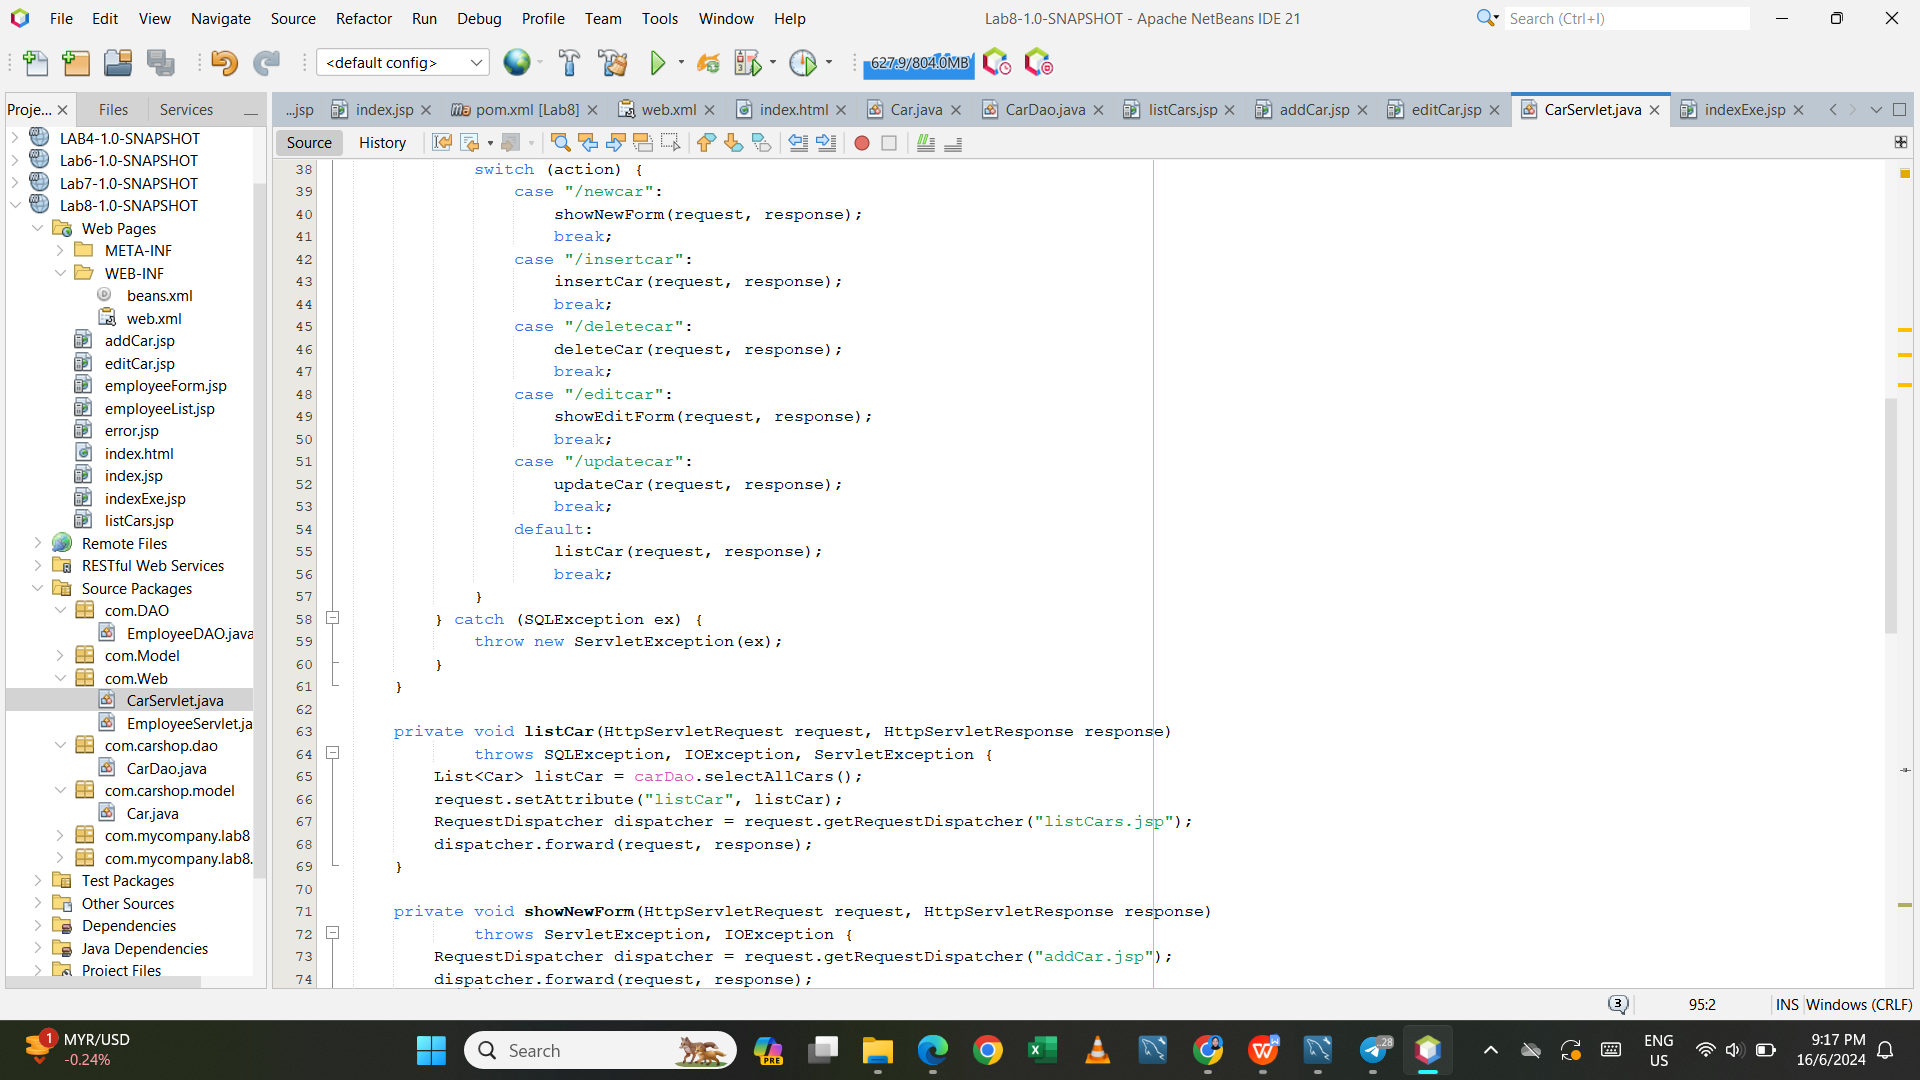 File Edit View Navigate Source Refactor Run Debug Profile Team Tools Window Help
Lab8-1.0-SNAPSHOT - Apache NetBeans IDE 21
Search (Ctrl+I)
<default config>
627.9/804.0MB
Proje...
Files
Services
...jsp
index.jsp
pom.xml [Lab8]
web.xml
index.html
Car.java
CarDao.java
listCars.jsp
addCar.jsp
editCar.jsp
CarServlet.java
indexExe.jsp
Source
History
LAB4-1.0-SNAPSHOT
Lab6-1.0-SNAPSHOT
Lab7-1.0-SNAPSHOT
Lab8-1.0-SNAPSHOT
Web Pages
META-INF
WEB-INF
beans.xml
web.xml
addCar.jsp
editCar.jsp
employeeForm.jsp
employeeList.jsp
error.jsp
index.html
index.jsp
indexExe.jsp
listCars.jsp
Remote Files
RESTful Web Services
Source Packages
com.DAO
EmployeeDAO.java
com.Model
com.Web
CarServlet.java
EmployeeServlet.ja
com.carshop.dao
CarDao.java
com.carshop.model
Car.java
com.mycompany.lab8
com.mycompany.lab8.
Test Packages
Other Sources
Dependencies
Java Dependencies
Project Files
38 switch (action) {
39 case "/newcar":
40 showNewForm(request, response);
41 break;
42 case "/insertcar":
43 insertCar(request, response);
44 break;
45 case "/deletecar":
46 deleteCar(request, response);
47 break;
48 case "/editcar":
49 showEditForm(request, response);
50 break;
51 case "/updatecar":
52 updateCar(request, response);
53 break;
54 default:
55 listCar(request, response);
56 break;
57 }
58 } catch (SQLException ex) {
59 throw new ServletException(ex);
60 }
61 }
62
63 private void listCar(HttpServletRequest request, HttpServletResponse response)
64 throws SQLException, IOException, ServletException {
65 List<Car> listCar = carDao.selectAllCars();
66 request.setAttribute("listCar", listCar);
67 RequestDispatcher dispatcher = request.getRequestDispatcher("listCars.jsp");
68 dispatcher.forward(request, response);
69 }
70
71 private void showNewForm(HttpServletRequest request, HttpServletResponse response)
72 throws ServletException, IOException {
73 RequestDispatcher dispatcher = request.getRequestDispatcher("addCar.jsp");
74 dispatcher.forward(request, response);
3
95:2
INS
Windows (CRLF)
1
MYR/USD
-0.24%
Search
PRE
28
ENG
US
9:17 PM
16/6/2024